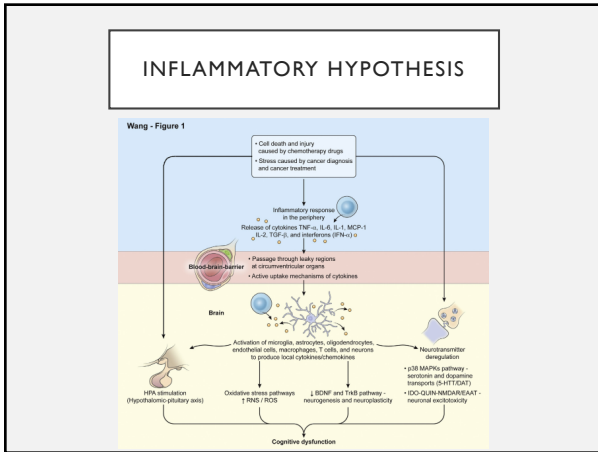 INFLAMMATORY HYPOTHESIS
Wang - Figure 1
• Cell death and injury
caused by chemotherapy drugs
• Stress caused by cancer diagnosis
and cancer treatment
Inflammatory response
in the periphery
Release of cytokines TNF-α, IL-6, IL-1, MCP-1
IL-2, TGF-β, and interferons (IFN-α)
Blood-brain-barrier
• Passage through leaky regions
at circumventricular organs
• Active uptake mechanisms of cytokines
Brain
Activation of microglia, astrocytes, oligodendrocytes,
endothelial cells, macrophages, T cells, and neurons
to produce local cytokines/chemokines
Neurotransmitter
deregulation
• p38 MAPKs pathway -
serotonin and dopamine
transports (5-HTT/DAT)
• IDO-QUIN-NMDAR/EAAT -
neuronal excitotoxicity
HPA stimulation
(Hypothalomic-pituitary axis)
Oxidative stress pathways
↑ RNS / ROS
↓ BDNF and TrkB pathway -
neurogenesis and neuroplasticity
Cognitive dysfunction